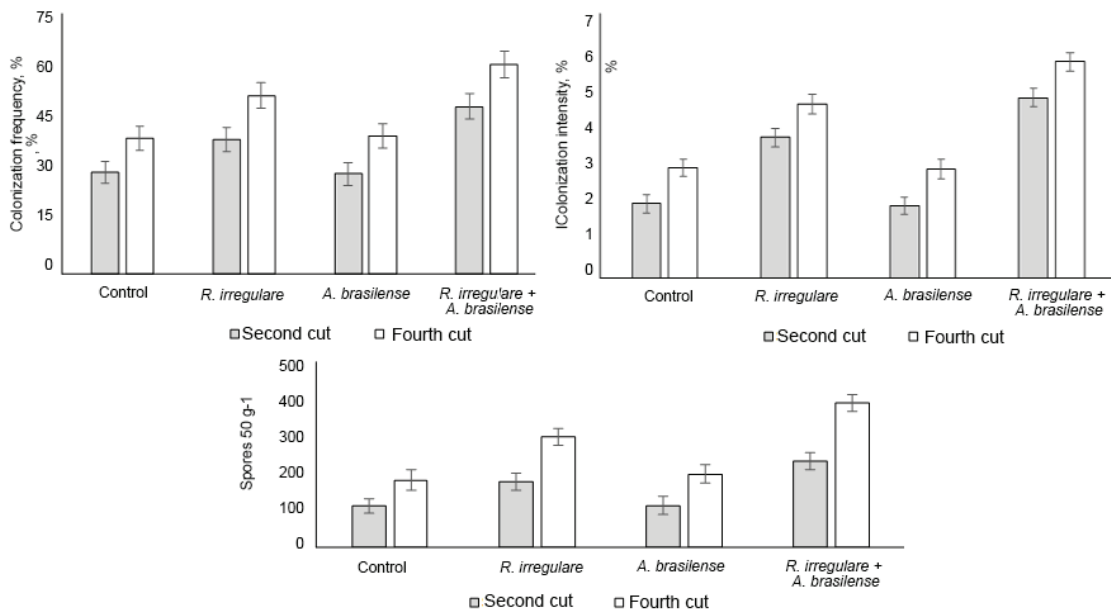 75
60
45
30
15
0
Colonization frequency, %
, %
Control
R. irregulare
A. brasilense
R. irregulare +
A. brasilense
Second cut
Fourth cut
7
6
5
4
3
2
1
0
IColonization intensity, %
%
Control
R. irregulare
A. brasilense
R. irregulare +
A. brasilense
Second cut
Fourth cut
500
400
300
200
100
0
Spores 50 g-1
Control
R. irregulare
A. brasilense
R. irregulare +
A. brasilense
Second cut
Fourth cut